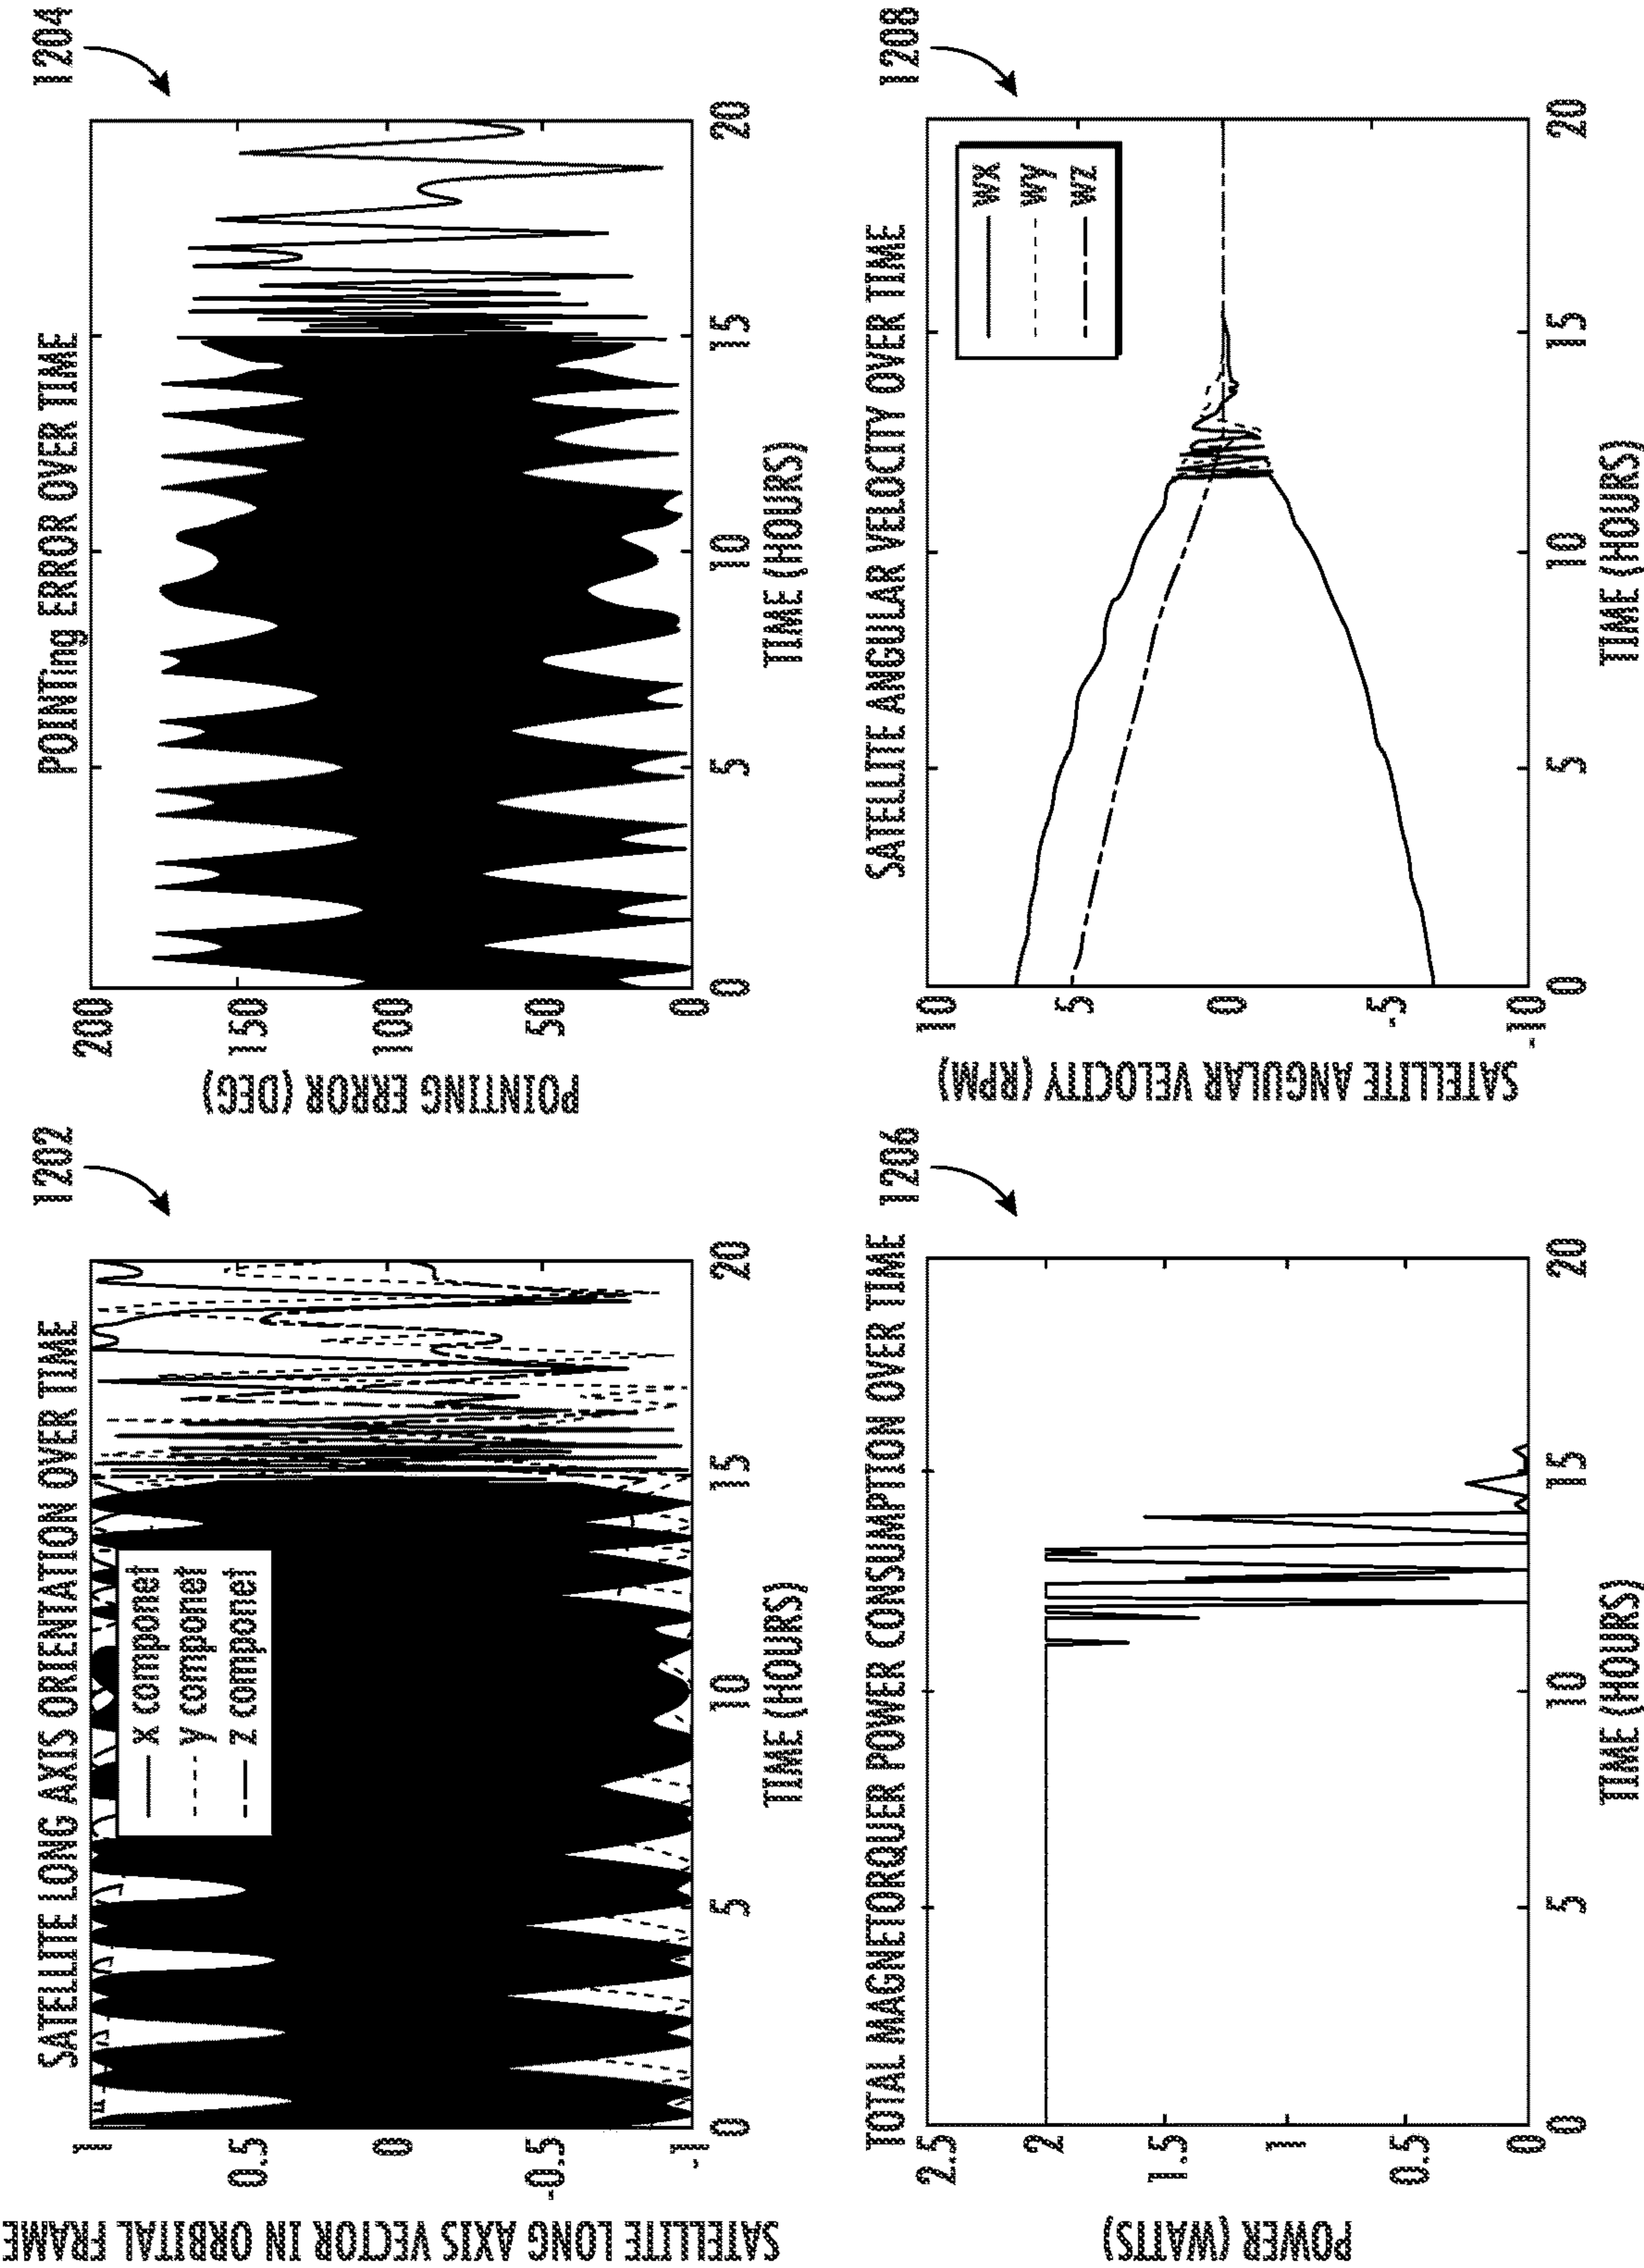 1202
SATELLITE LONG AXIS ORIENTATION OVER TIME
SATELLITE LONG AXIS VECTOR IN ORBITAL FRAME
1
0.5
0
-0.5
-1
x componet
y componet
z componet
0
5
10
15
20
TIME (HOURS)
1204
POINTing ERROR OVER TIME
POINTING ERROR (DEG)
200
150
100
50
0
0
5
10
15
20
TIME (HOURS)
1206
TOTAL MAGNETORQUER POWER CONSUMPTION OVER TIME
POWER (WATTS)
2.5
2
1.5
1
0.5
0
0
5
10
15
20
TIME (HOURS)
1208
SATELLITE ANGULAR VELOCITY OVER TIME
SATELLITE ANGULAR VELOCITY (RPM)
10
5
0
-5
-10
wx
wy
wz
0
5
10
15
20
TIME (HOURS)